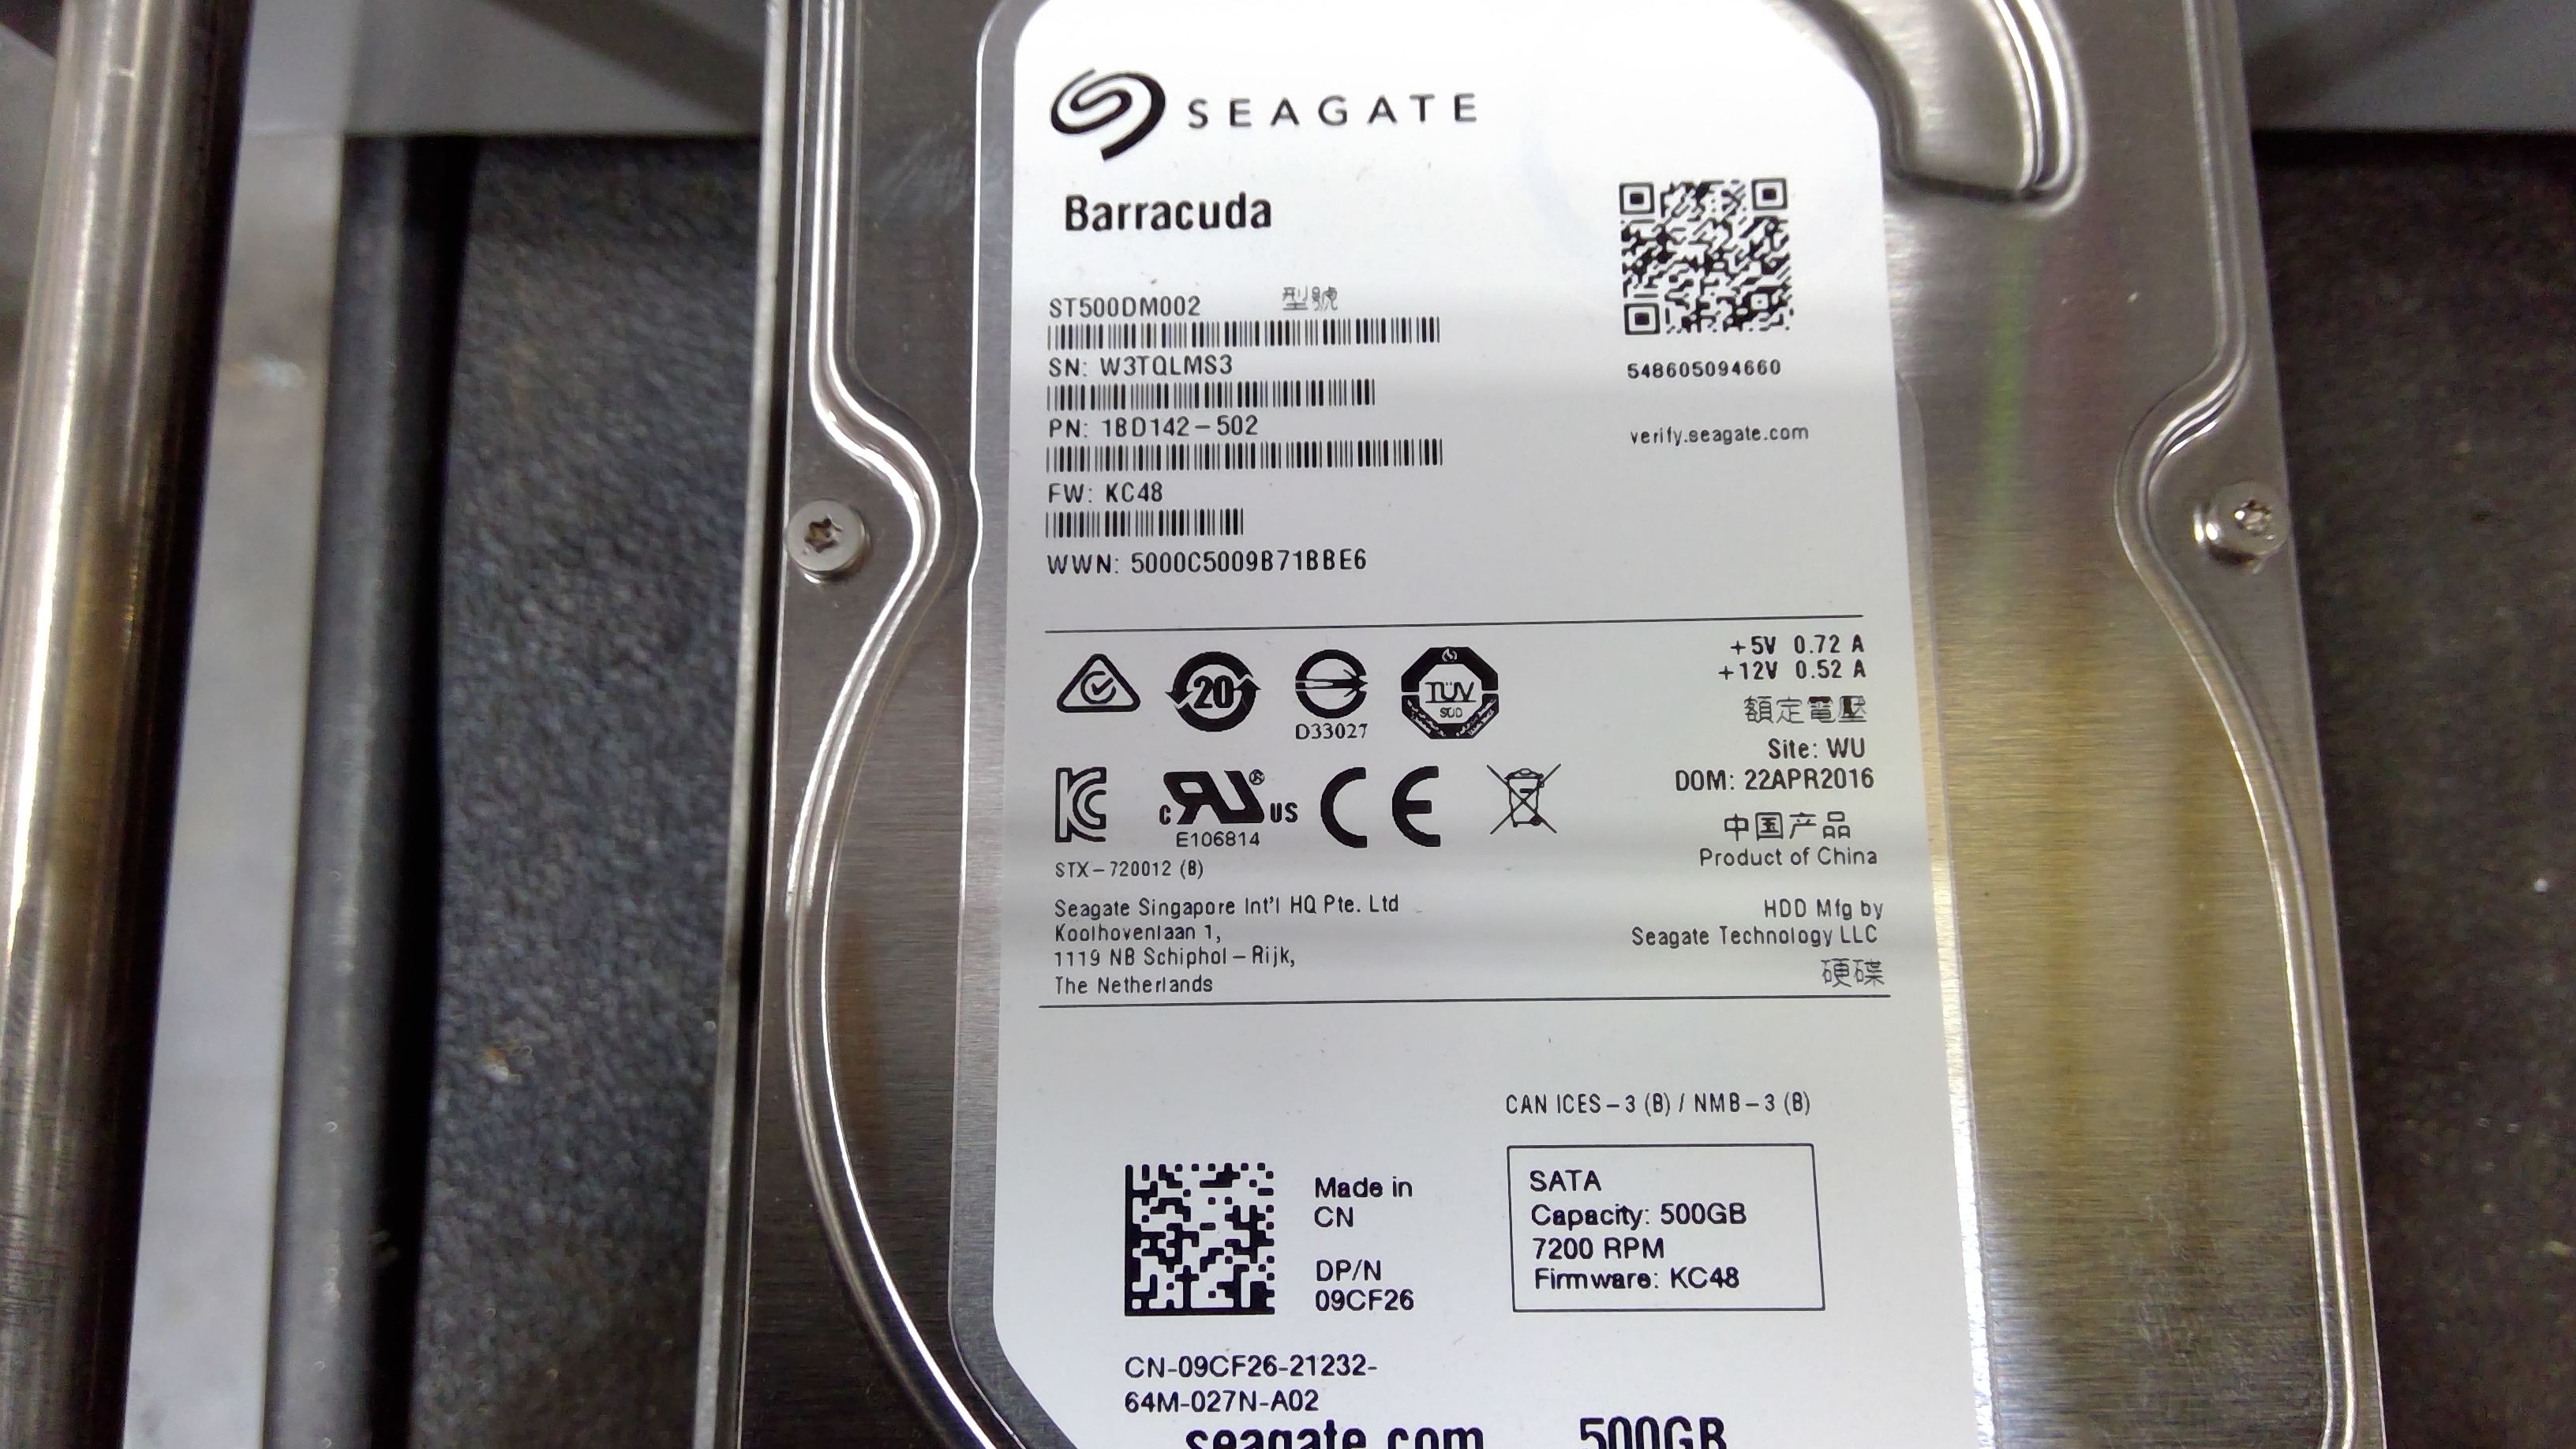 SEAGATE
Barracuda
ST500DM002 型號
SN: W3TQLMS3
PN: 1BD142-502
FW: KC48
WWN: 5000C5009B71BBE6
548605094660
verify.seagate.com
+5V 0.72 A
+12V 0.52 A
額定電壓
Site: WU
DOM: 22APR2016
中国产品
Product of China
HDD Mfg by
Seagate Technology LLC
硬碟
20
D33027
TÜV
SÜD
KC
c RU ® US
E106814
CE
STX-720012 (B)
Seagate Singapore Int'l HQ Pte. Ltd
Koolhovenlaan 1,
1119 NB Schiphol-Rijk,
The Netherlands
CAN ICES-3 (B) / NMB-3 (B)
Made in
CN
DP/N
09CF26
SATA
Capacity: 500GB
7200 RPM
Firmware: KC48
CN-09CF26-21232-
64M-027N-A02
seagate.com 500GB